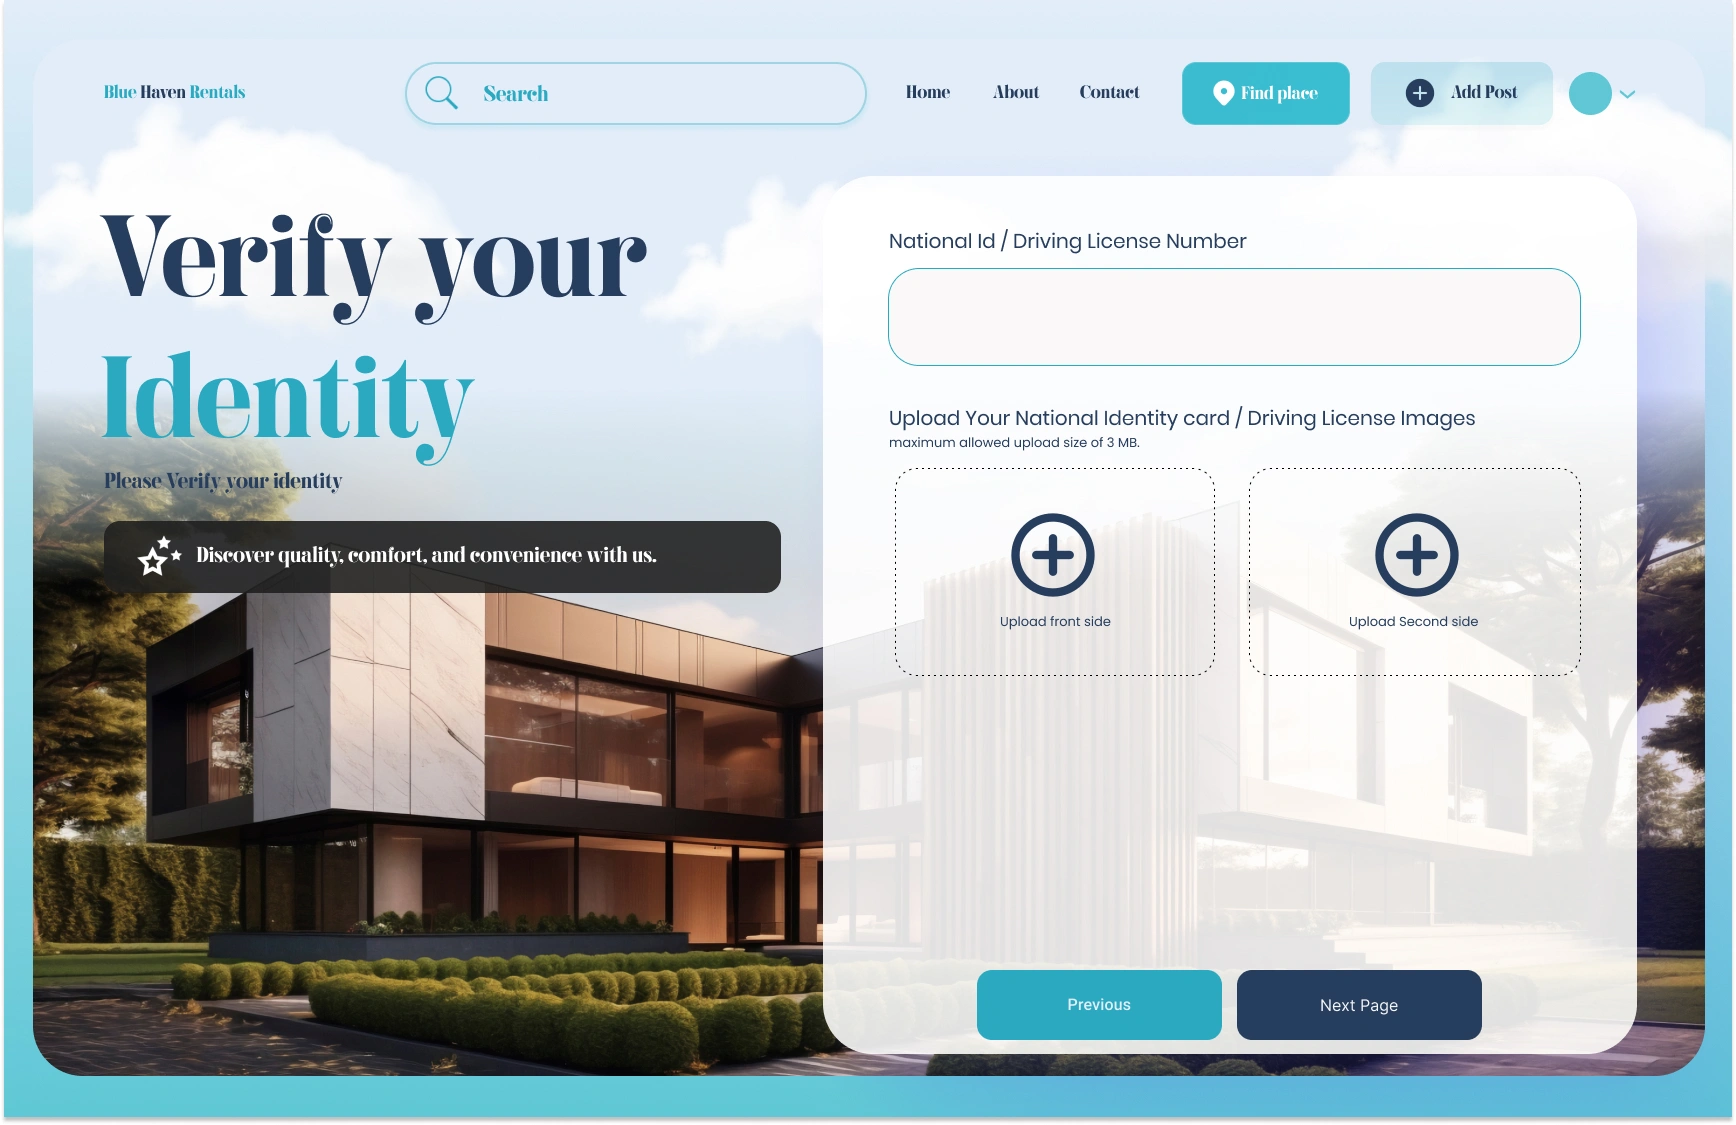 Blue Haven Rentals
Search
Home
About
Contact
Find place
Add Post
Verify your
Identity
Please Verify your identity
Discover quality, comfort, and convenience with us.
National Id / Driving License Number
Upload Your National Identity card / Driving License Images
maximum allowed upload size of 3 MB.
Upload front side
Upload Second side
Previous
Next Page